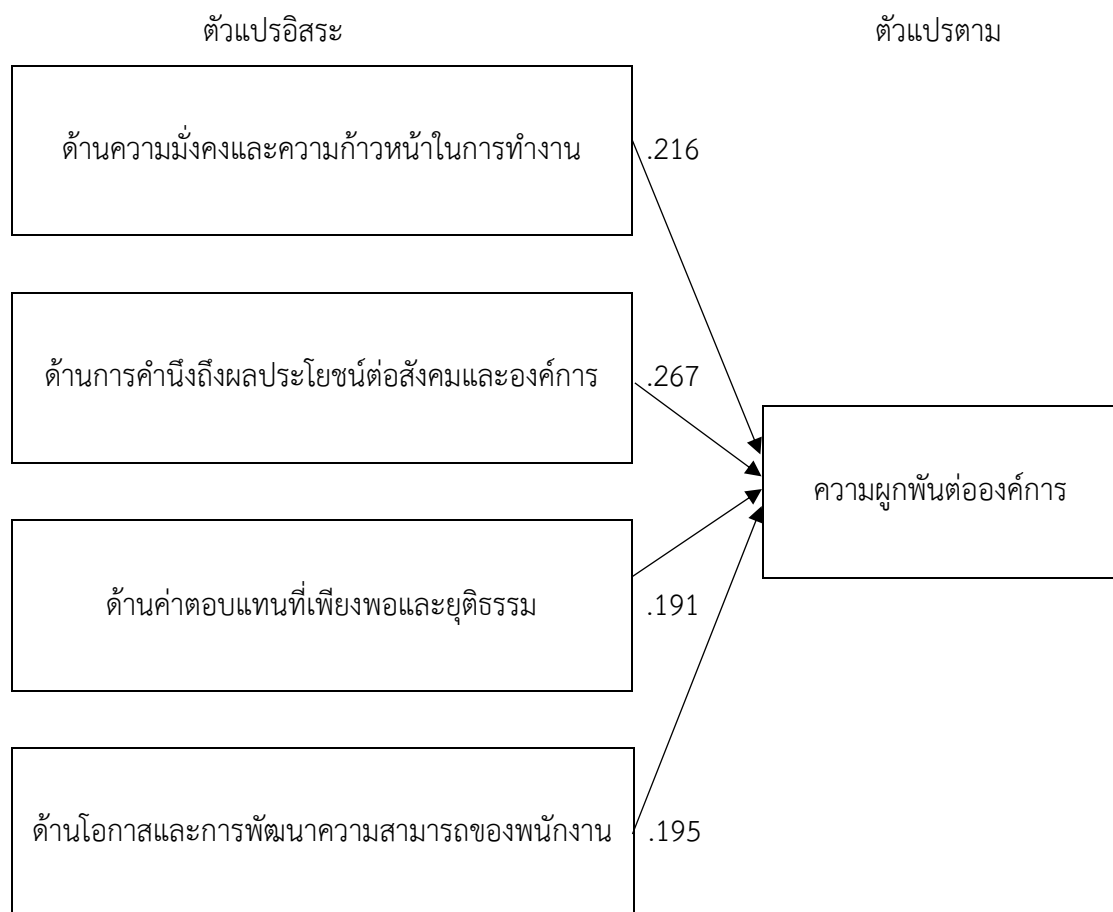 ตัวแปรอิสระ
ตัวแปรตาม
ด้านความมั่งคงและความก้าวหน้าในการทำงาน
.216
ด้านการคำนึงถึงผลประโยชน์ต่อสังคมและองค์การ
.267
ความผูกพันต่อองค์การ
ด้านค่าตอบแทนที่เพียงพอและยุติธรรม
.191
ด้านโอกาสและการพัฒนาความสามารถของพนักงาน
.195